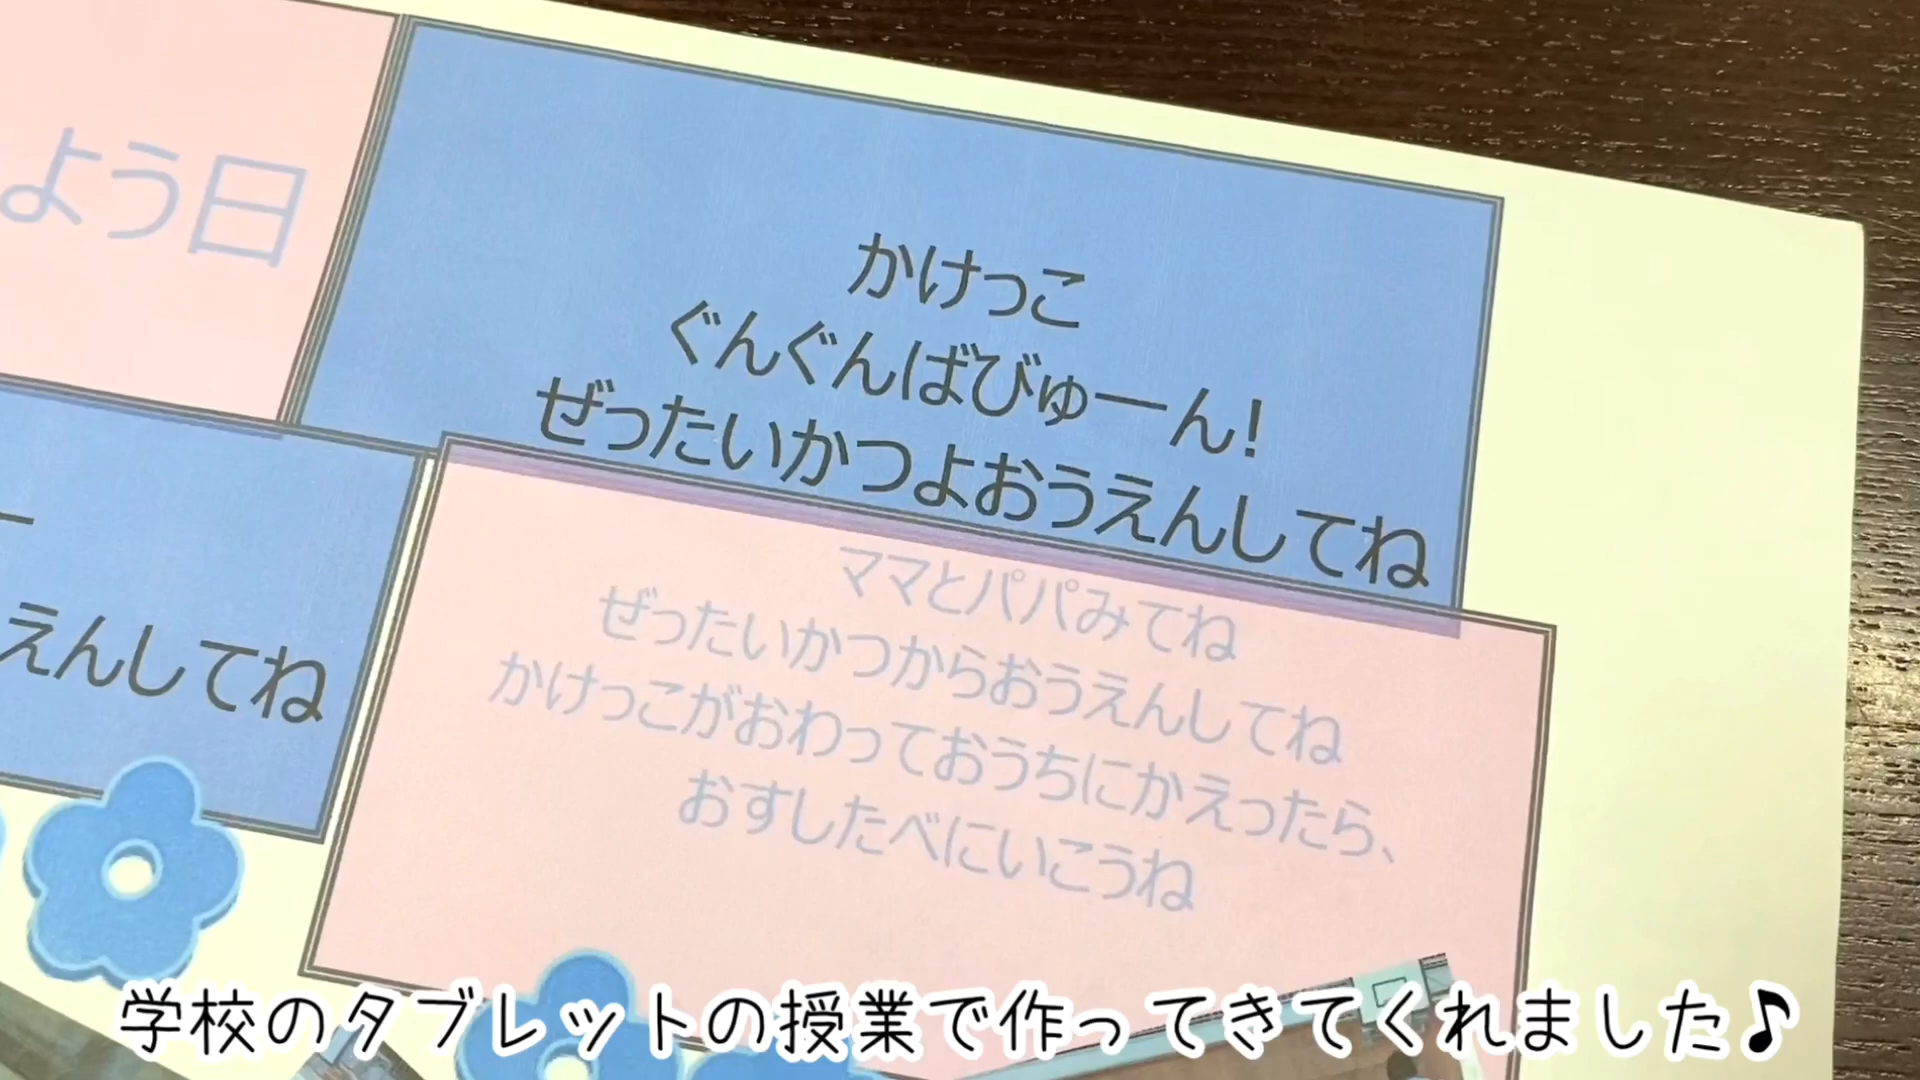 よう日
かけっこ
ぐんぐんばびゅーん!
ぜったいかつよおうえんしてね
ー
えんしてね
ママとパパみてね
ぜったいかつからおうえんしてね
かけっこがおわっておうちにかえったら、
おすしたべにいこうね
学校のタブレットの授業で作ってきてくれました♪